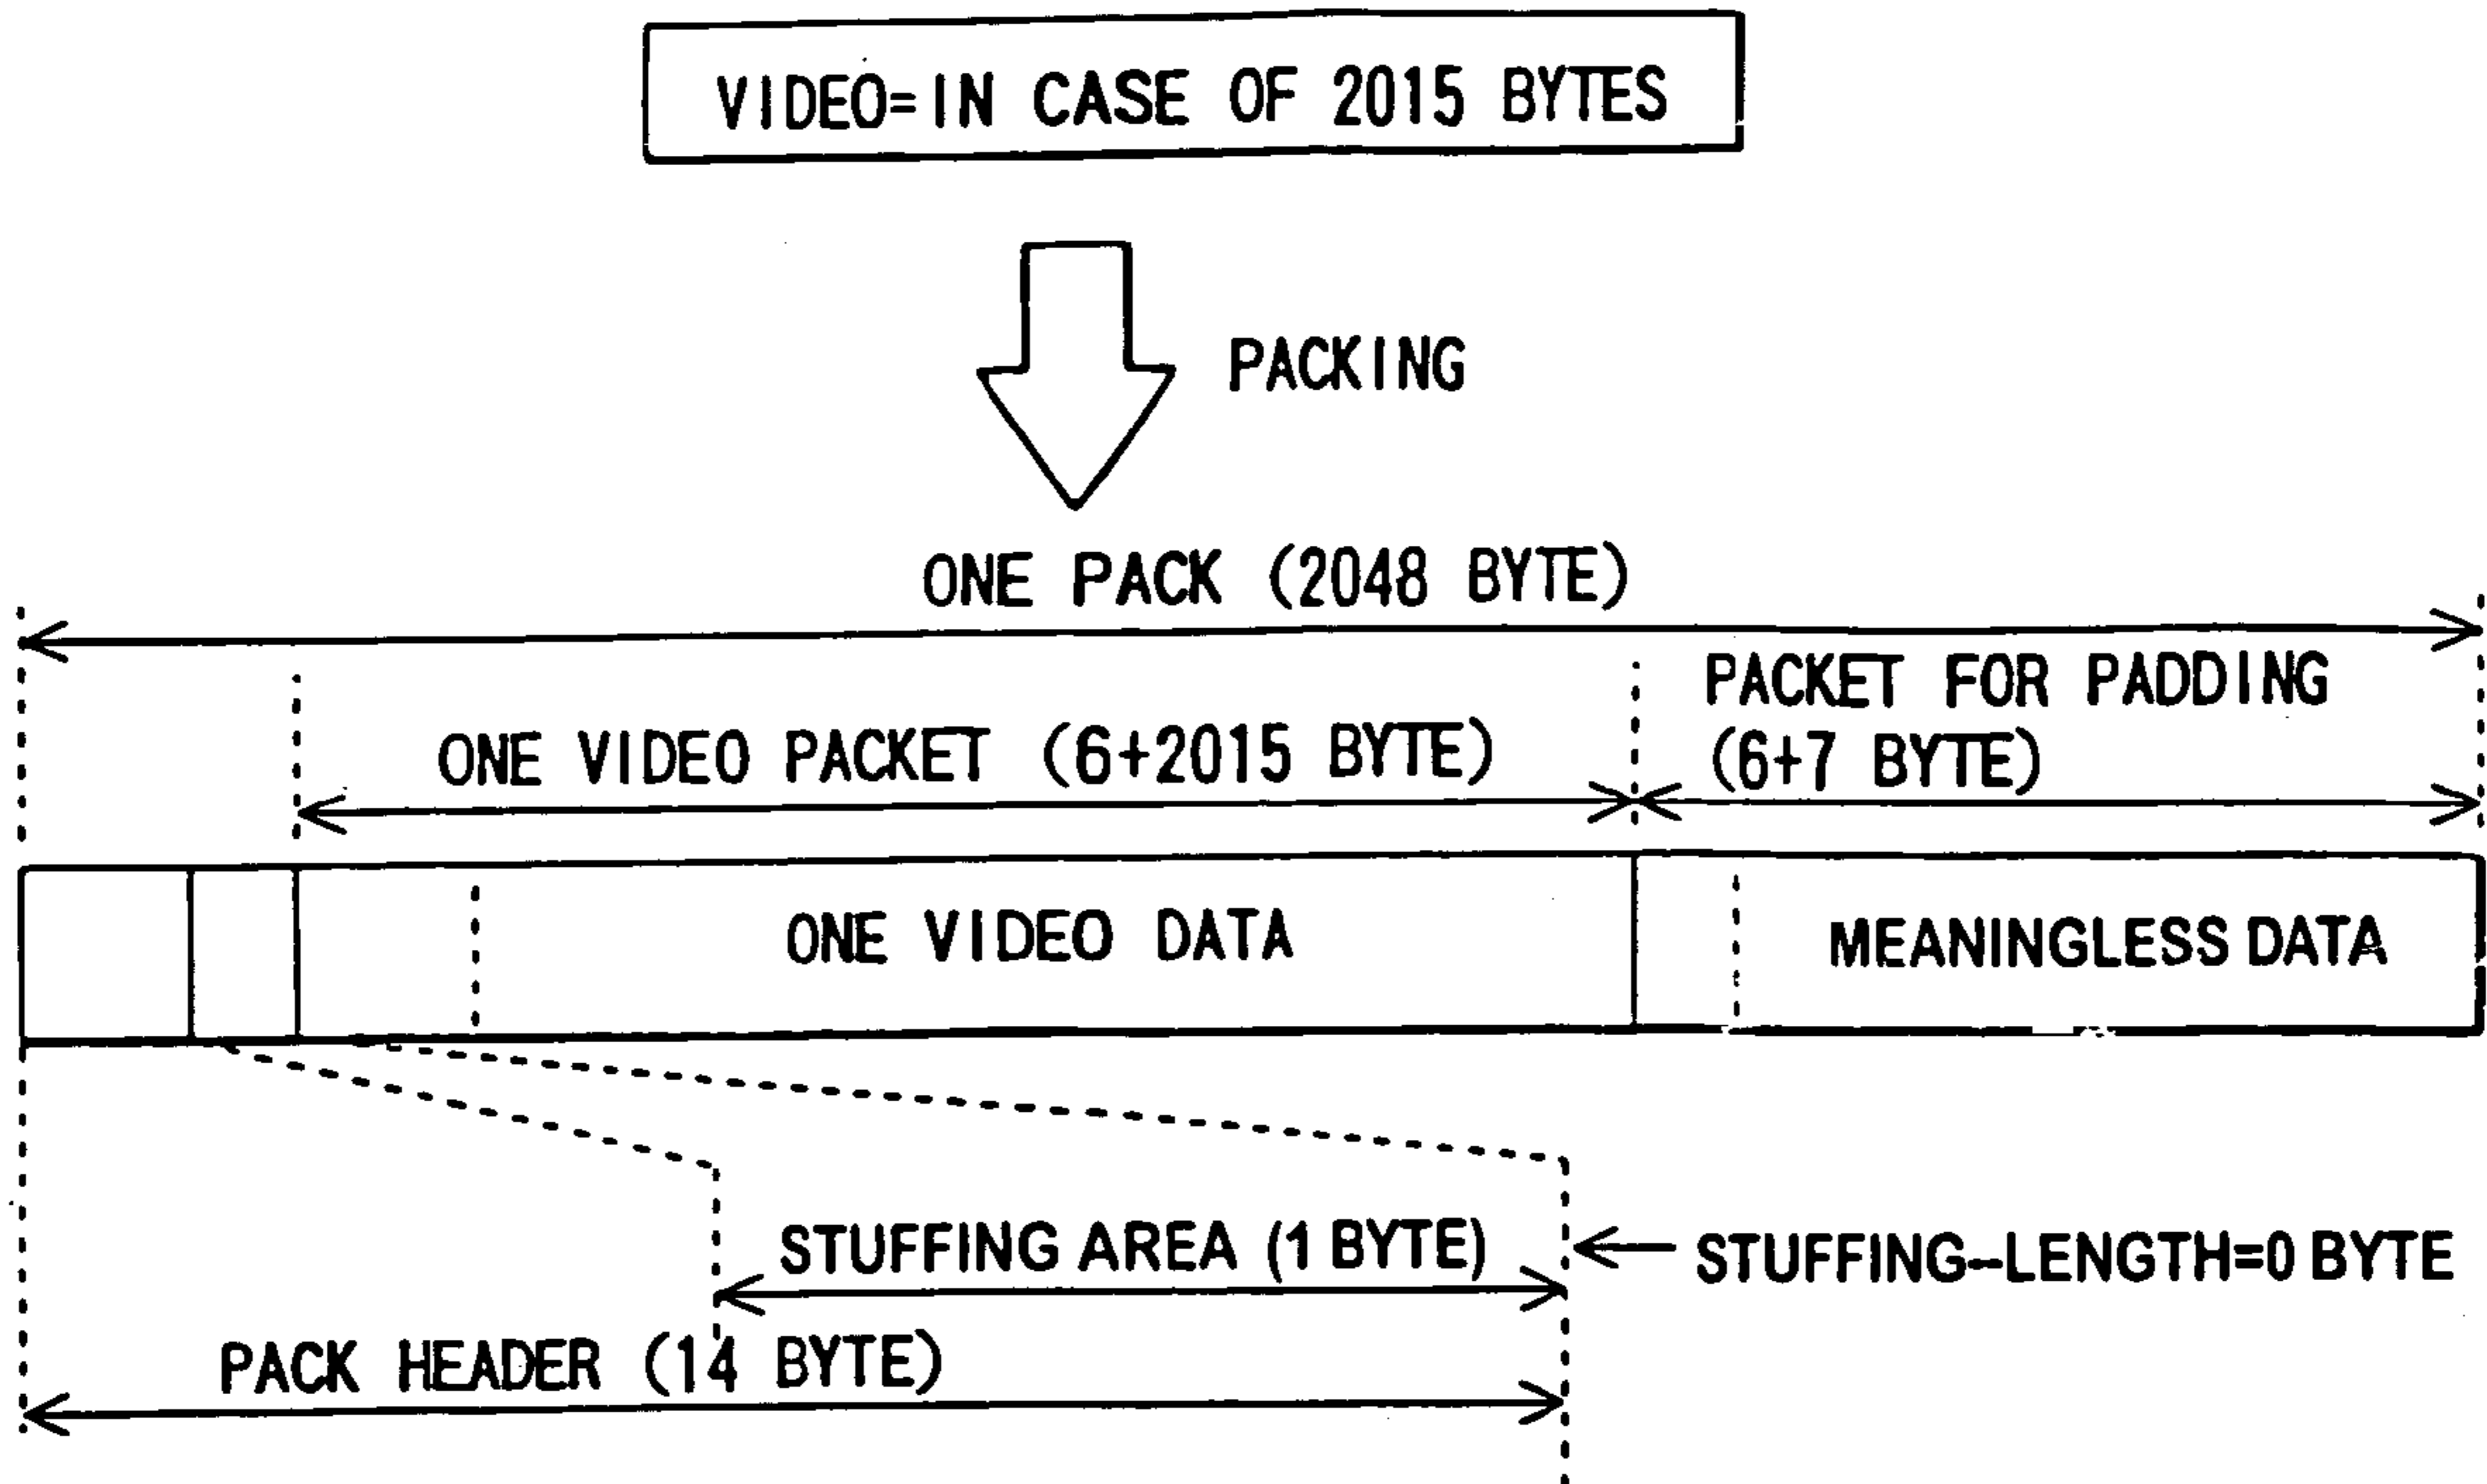 VIDEO=IN CASE OF 2015 BYTES
PACKING
ONE PACK (2048 BYTE)
PACKET FOR PADDING
(6+7 BYTE)
ONE VIDEO PACKET (6+2015 BYTE)
ONE VIDEO DATA
MEANINGLESS DATA
STUFFING AREA (1 BYTE)
STUFFING-LENGTH=0 BYTE
PACK HEADER (14 BYTE)